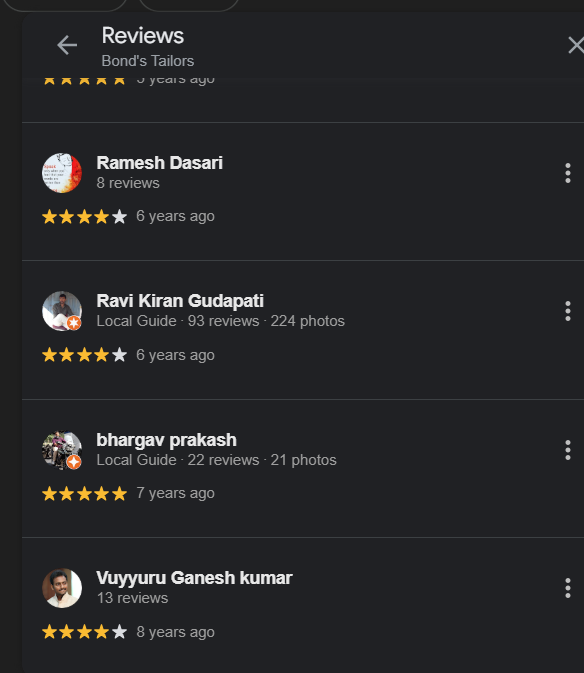 Reviews
Bond's Tailors
5 years ago
Ramesh Dasari
8 reviews
6 years ago
Ravi Kiran Gudapati
Local Guide · 93 reviews · 224 photos
6 years ago
bhargav prakash
Local Guide · 22 reviews · 21 photos
7 years ago
Vuyyuru Ganesh kumar
13 reviews
8 years ago